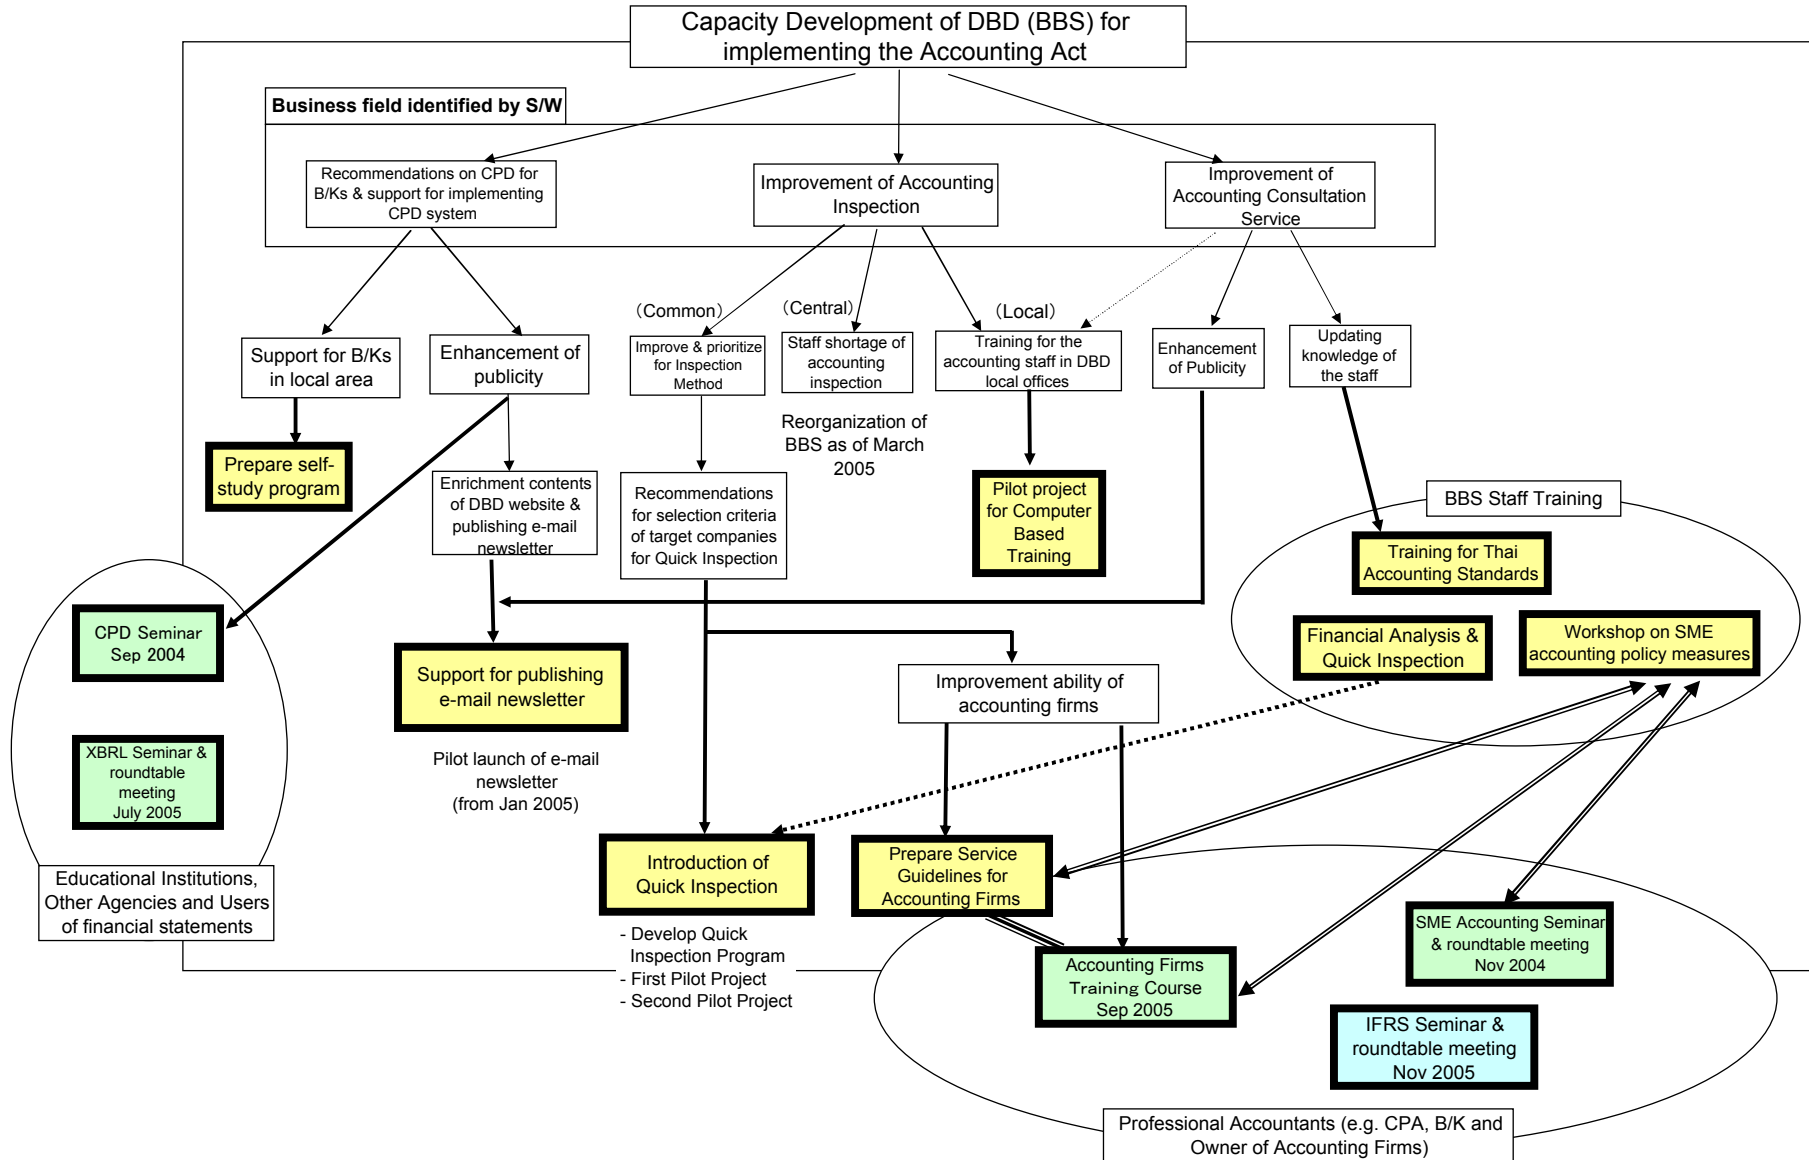 Capacity Development of DBD (BBS) for
implementing the Accounting Act
Business field identified by S/W
Recommendations on CPD for
B/Ks & support for implementing
CPD system
Improvement of Accounting
Inspection
Improvement of
Accounting Consultation
Service
(Common)
(Central)
(Local)
Support for B/Ks
in local area
Enhancement of
publicity
Improve & prioritize
for Inspection
Method
Staff shortage of
accounting
inspection
Training for the
accounting staff in DBD
local offices
Enhancement
of Publicity
Updating
knowledge of
the staff
Reorganization of
BBS as of March
2005
Prepare self-
study program
Enrichment contents
of DBD website &
publishing e-mail
newsletter
Recommendations
for selection criteria
of target companies
for Quick Inspection
Pilot project
for Computer
Based
Training
BBS Staff Training
Training for Thai
Accounting Standards
CPD Seminar
Sep 2004
Support for publishing
e-mail newsletter
Improvement ability of
accounting firms
Financial Analysis &
Quick Inspection
Workshop on SME
accounting policy measures
XBRL Seminar &
roundtable
meeting
July 2005
Pilot launch of e-mail
newsletter
(from Jan 2005)
Educational Institutions,
Other Agencies and Users
of financial statements
Introduction of
Quick Inspection
Prepare Service
Guidelines for
Accounting Firms
- Develop Quick
Inspection Program
- First Pilot Project
- Second Pilot Project
Accounting Firms
Training Course
Sep 2005
SME Accounting Seminar
& roundtable meeting
Nov 2004
IFRS Seminar &
roundtable meeting
Nov 2005
Professional Accountants (e.g. CPA, B/K and
Owner of Accounting Firms)